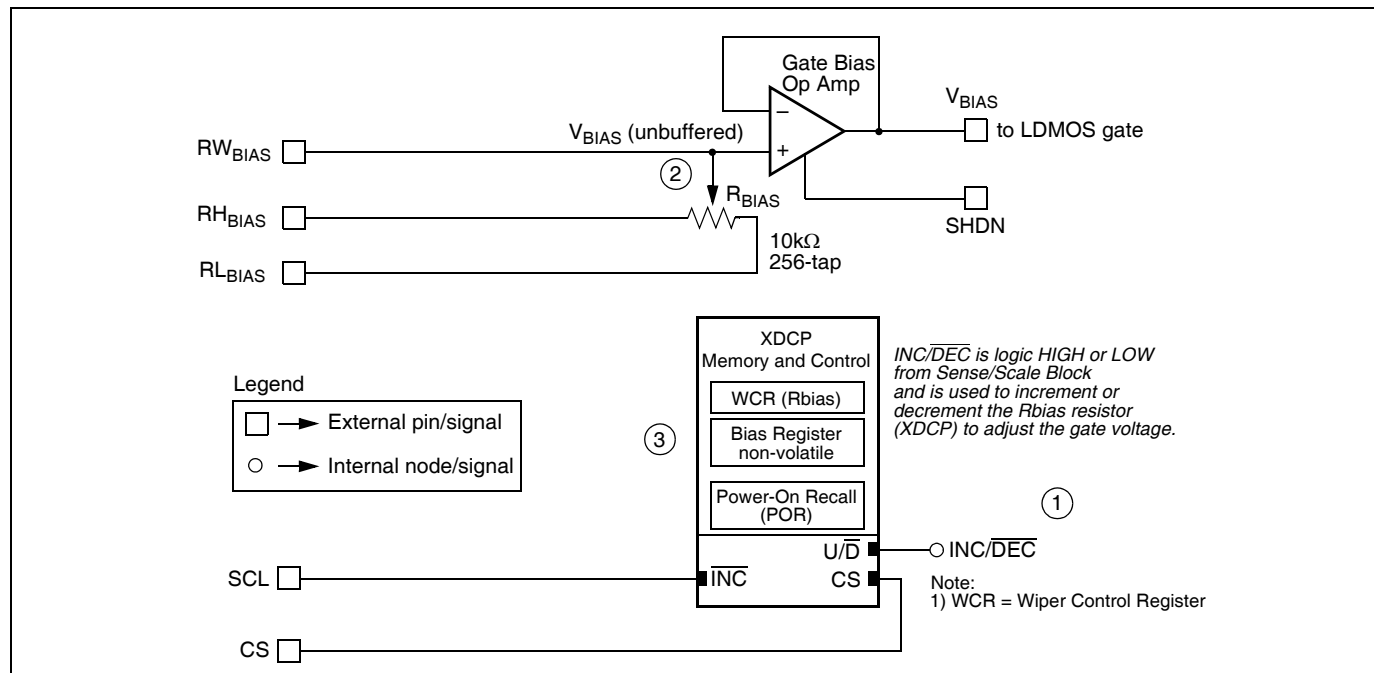 Gate Bias
Op Amp
V_BIAS
to LDMOS gate
–
+
V_BIAS (unbuffered)
RW_BIAS
2
R_BIAS
RH_BIAS
SHDN
10kΩ
256-tap
RL_BIAS
XDCP
Memory and Control
WCR (Rbias)
Bias Register
non-volatile
Power-On Recall
(POR)
INC/D̅E̅C̅ is logic HIGH or LOW
from Sense/Scale Block
and is used to increment or
decrement the Rbias resistor
(XDCP) to adjust the gate voltage.
Legend
External pin/signal
Internal node/signal
3
1
U/D̅
INC/D̅E̅C̅
SCL
I̅N̅C̅
CS
Note:
1) WCR = Wiper Control Register
CS